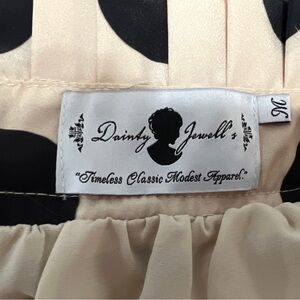 Dainty Jewell's
"Timeless Classic Modest Apparel."